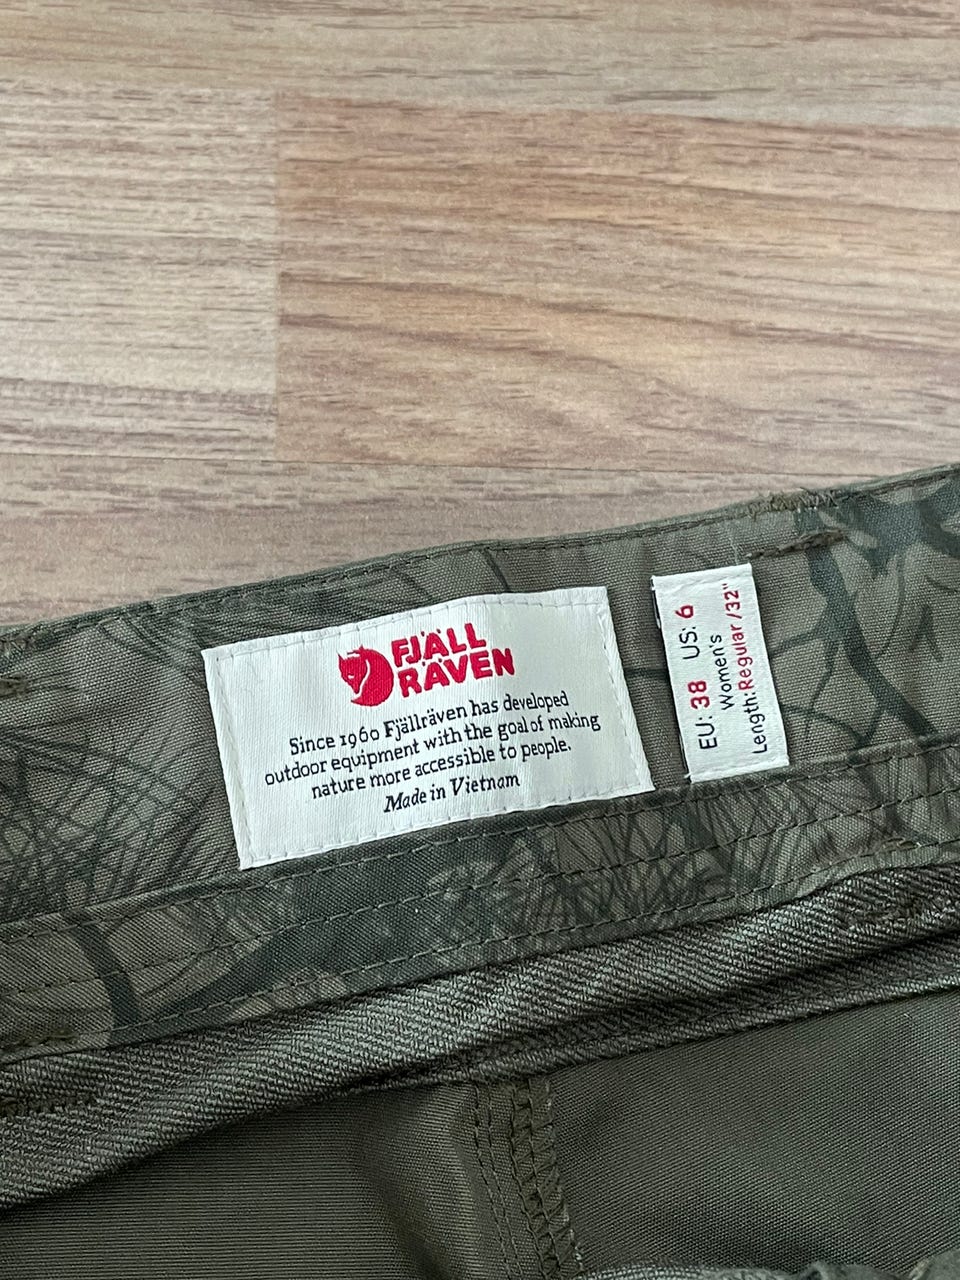 FJÄLL
RÄVEN
Since 1960 Fjällräven has developed
outdoor equipment with the goal of making
nature more accessible to people.
Made in Vietnam
EU: 38 US: 6
Women's
Length: Regular /32"